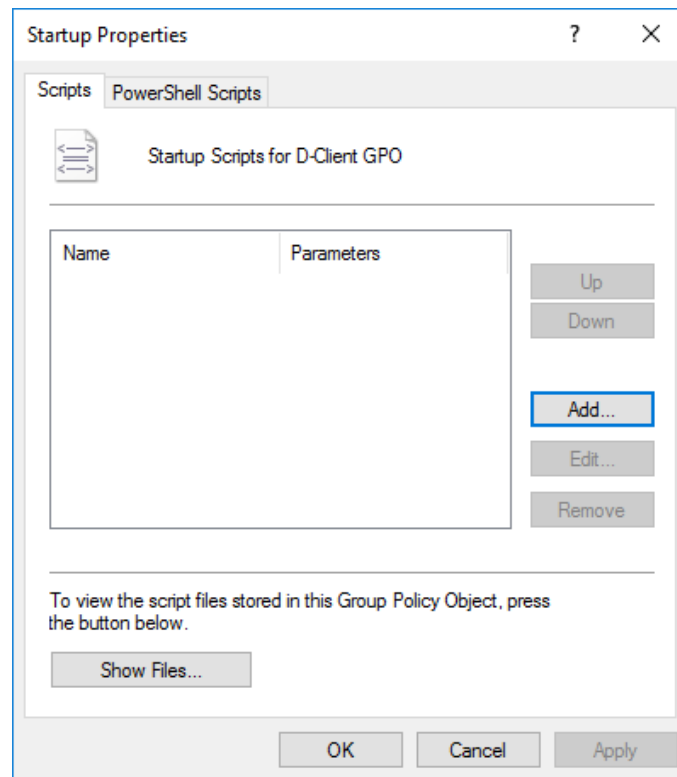 Startup Properties
?
Scripts
PowerShell Scripts
<=>
<=>
Startup Scripts for D-Client GPO
Name Parameters
Up
Down
Add...
Edit...
Remove
To view the script files stored in this Group Policy Object, press
the button below.
Show Files...
OK Cancel Apply